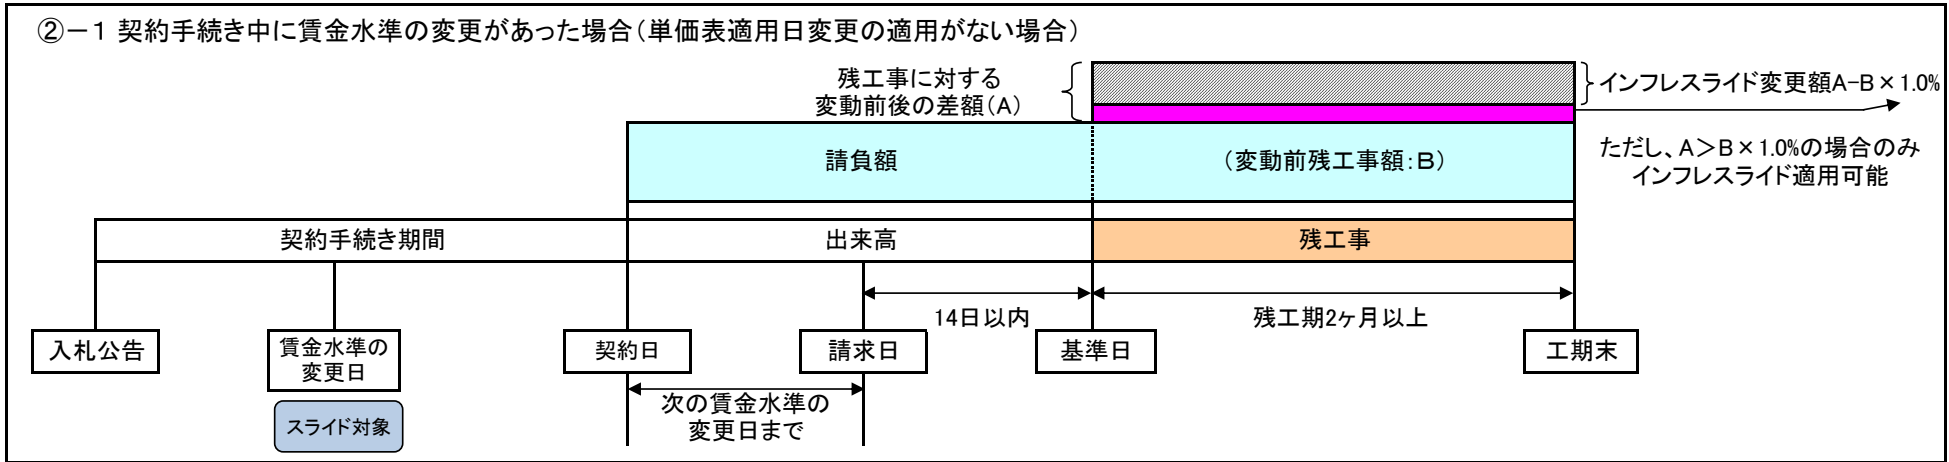 ②－１ 契約手続き中に賃金水準の変更があった場合（単価表適用日変更の適用がない場合）
残工事に対する
変動前後の差額（A）
インフレスライド変更額A－B×1.0%
請負額
（変動前残工事額：Ｂ）
ただし、A＞B×1.0%の場合のみ
インフレスライド適用可能
契約手続き期間
出来高
残工事
14日以内
残工期2ヶ月以上
入札公告
賃金水準の
変更日
契約日
請求日
基準日
工期末
スライド対象
次の賃金水準の
変更日まで